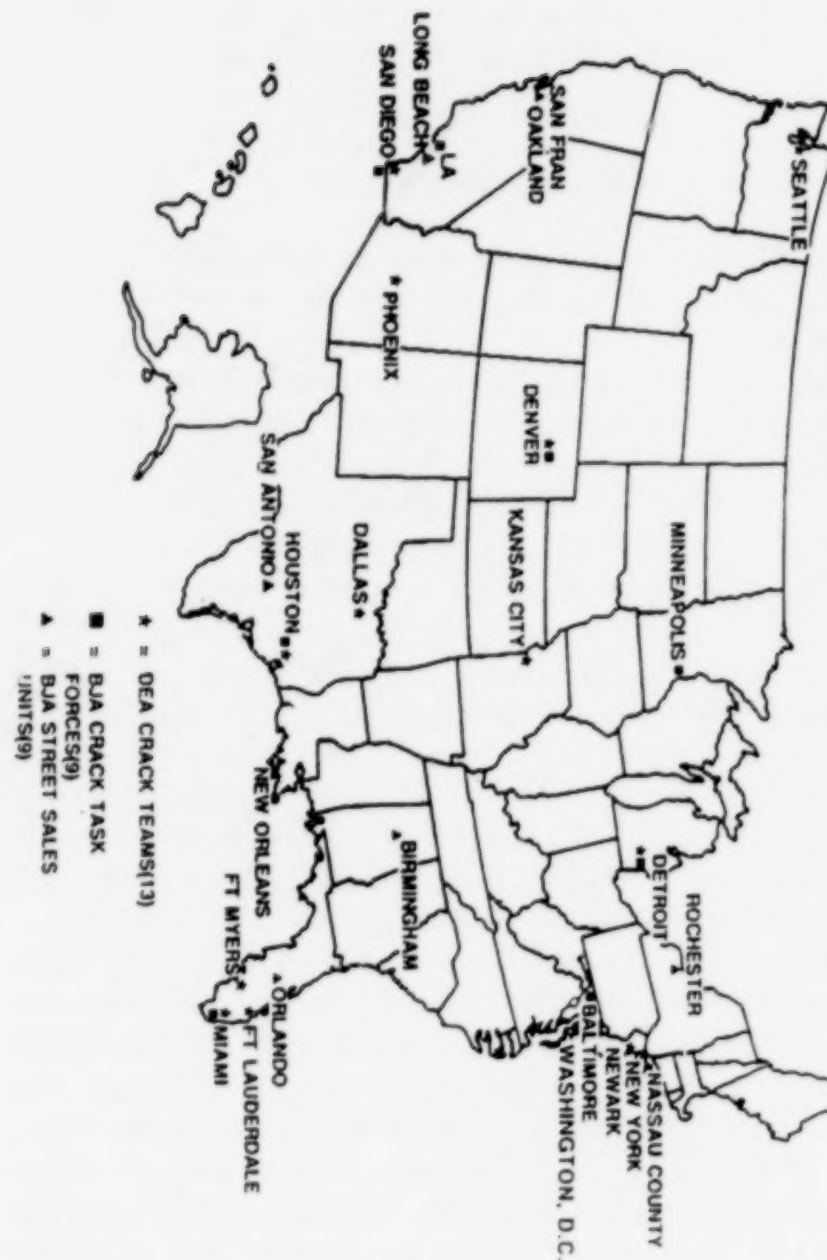 SEATTLE
SAN FRAN
OAKLAND
LA
LONG BEACH
SAN DIEGO
PHOENIX
DENVER
MINNEAPOLIS
KANSAS CITY
DALLAS
HOUSTON
SAN ANTONIO
NEW ORLEANS
BIRMINGHAM
DETROIT
ROCHESTER
NASSAU COUNTY
NEW YORK
NEWARK
BALTIMORE
WASHINGTON, D.C.
ORLANDO
FT LAUDERDALE
MIAMI
FT MYERS
★ = DEA CRACK TEAMS(13)
■ = BJA CRACK TASK
FORCES(9)
▲ = BJA STREET SALES
UNITS(9)